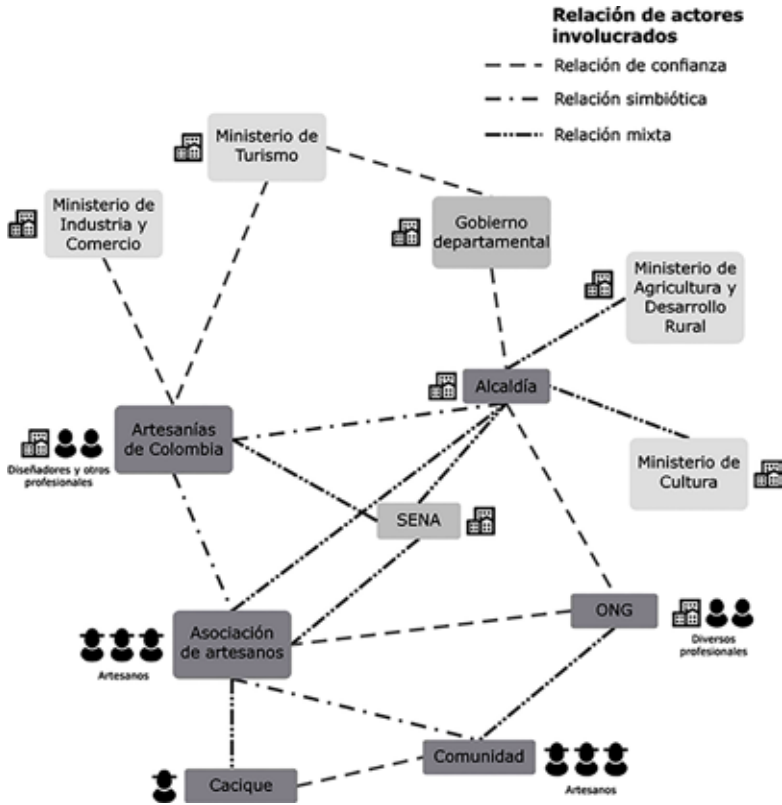 Relación de actores
involucrados
Relación de confianza
Relación simbiótica
Relación mixta
Ministerio de
Turismo
Ministerio de
Industria y
Comercio
Gobierno
departamental
Ministerio de
Agricultura y
Desarrollo
Rural
Alcaldía
Artesanías
de Colombia
Diseñadores y otros
profesionales
Ministerio de
Cultura
SENA
Asociación
de artesanos
Artesanos
ONG
Diversos
profesionales
Comunidad
Artesanos
Cacique